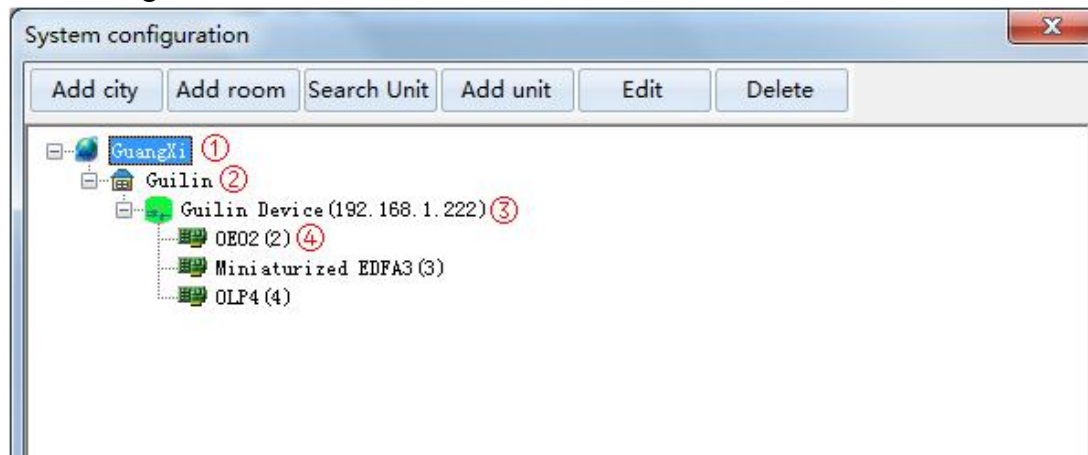 System configuration
Add city Add room Search Unit Add unit Edit Delete
GuangXi ①
Guilin ②
Guilin Device(192.168.1.222) ③
OEO2(2) ④
Miniaturized EDFA3(3)
OLP4(4)